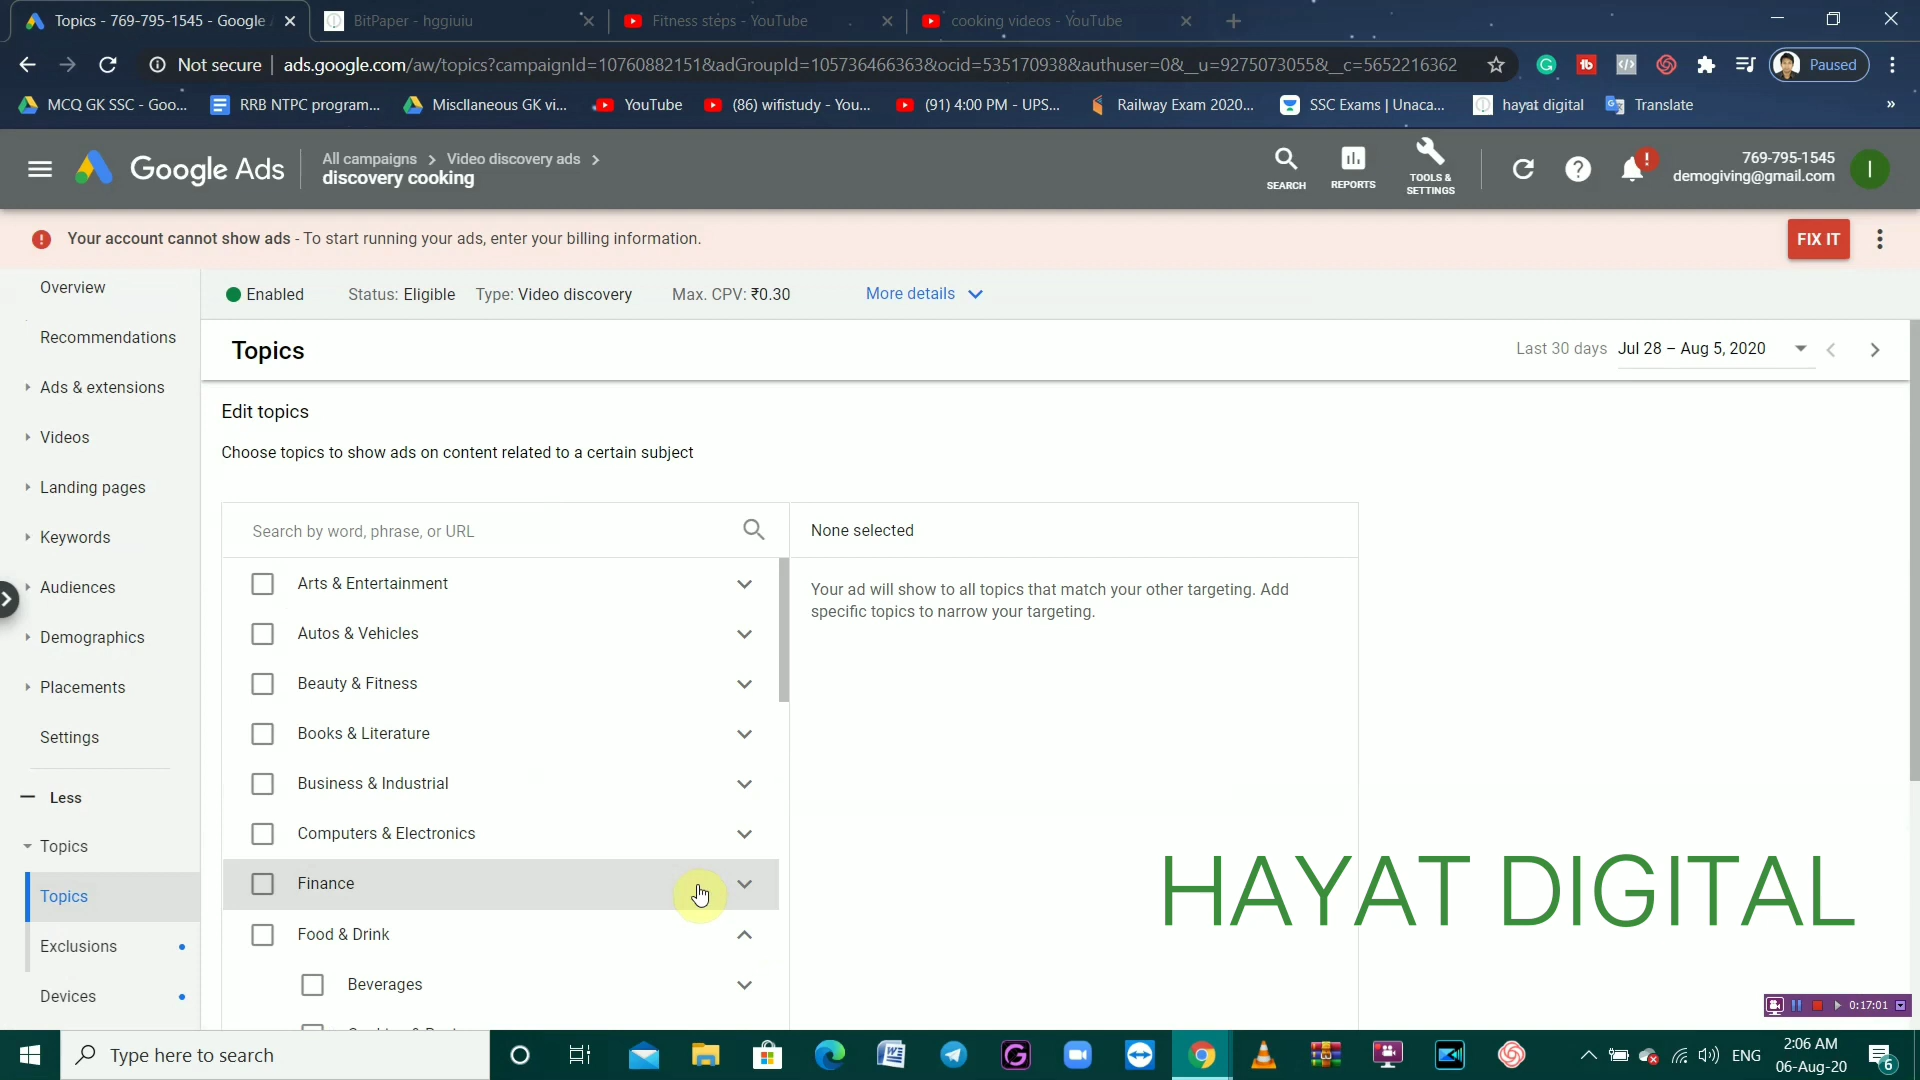 Topics - 769-795-1545 - Google
BitPaper - hggiuiu
Fitness steps - YouTube
cooking videos - YouTube
Not secure
ads.google.com/aw/topics?campaignId=10760882151&adGroupId=105736466363&ocid=535170938&authuser=0&__u=9275073055&__c=5652216362
Paused
MCQ GK SSC - Goo...
RRB NTPC program...
Miscllaneous GK vi...
YouTube
(86) wifistudy - You...
(91) 4:00 PM - UPS...
Railway Exam 2020...
SSC Exams | Unaca...
hayat digital
Translate
»
Google Ads
All campaigns > Video discovery ads >
discovery cooking
SEARCH
REPORTS
TOOLS &
SETTINGS
769-795-1545
demogiving@gmail.com
I
Your account cannot show ads - To start running your ads, enter your billing information.
FIX IT
Overview
Recommendations
Ads & extensions
Videos
Landing pages
Keywords
Audiences
Demographics
Placements
Settings
Less
Topics
Topics
Exclusions
Devices
Enabled
Status: Eligible
Type: Video discovery
Max. CPV: ₹0.30
More details
Topics
Last 30 days
Jul 28 – Aug 5, 2020
Edit topics
Choose topics to show ads on content related to a certain subject
Search by word, phrase, or URL
None selected
Your ad will show to all topics that match your other targeting. Add
specific topics to narrow your targeting.
Arts & Entertainment
Autos & Vehicles
Beauty & Fitness
Books & Literature
Business & Industrial
Computers & Electronics
Finance
Food & Drink
Beverages
HAYAT DIGITAL
0:17:01
Type here to search
ENG
2:06 AM
06-Aug-20
6